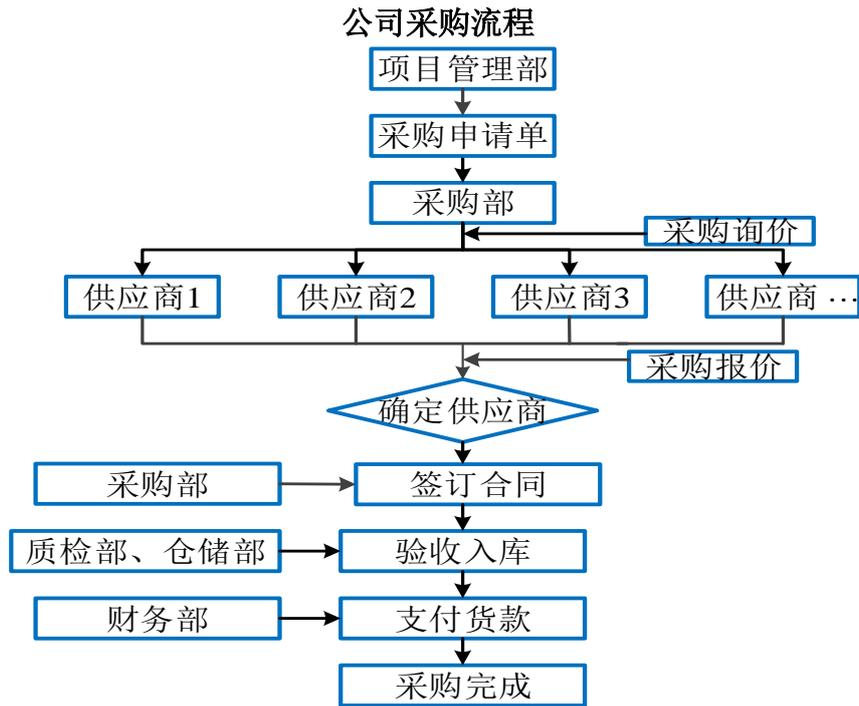 公司采购流程
项目管理部
采购申请单
采购部
采购询价
供应商1
供应商2
供应商3
供应商 …
采购报价
确定供应商
采购部
签订合同
质检部、仓储部
验收入库
财务部
支付货款
采购完成